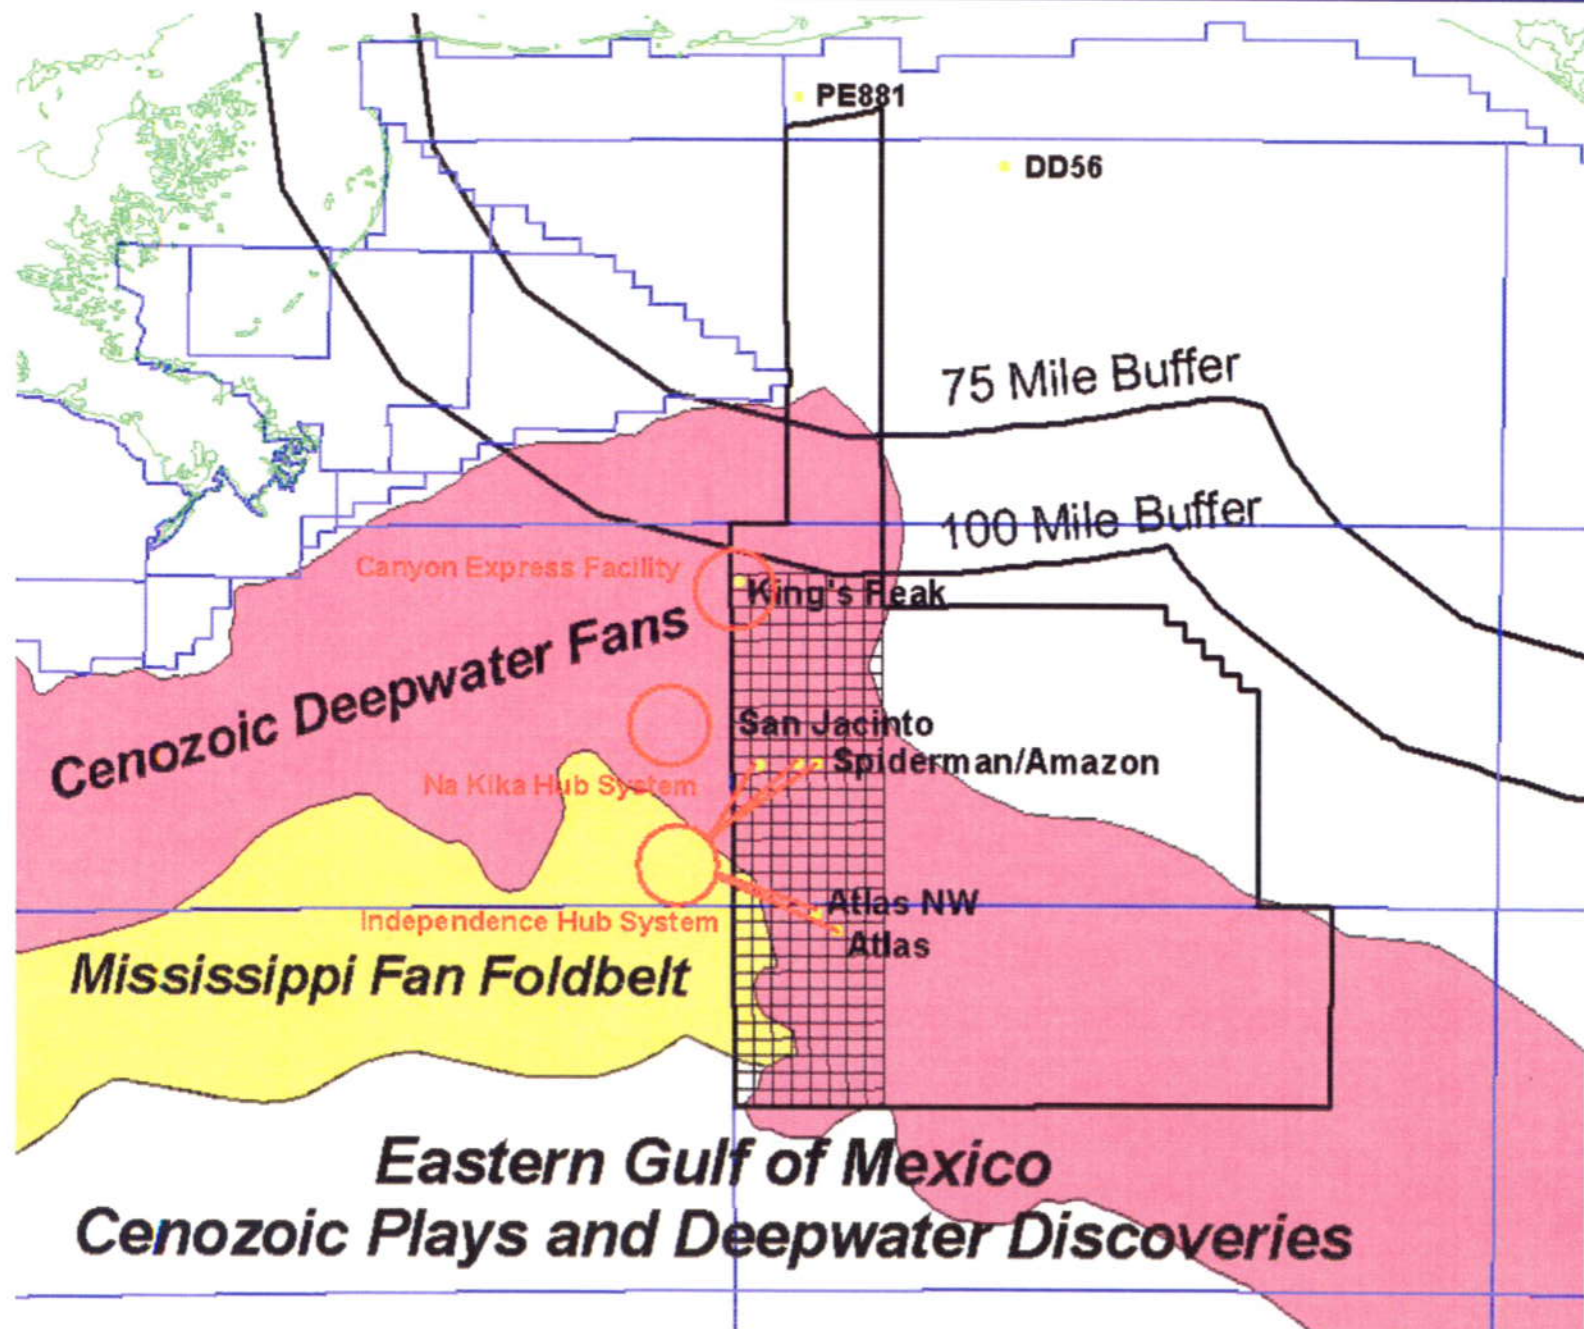 PE881
DD56
75 Mile Buffer
100 Mile Buffer
Canyon Express Facility
King's Peak
Cenozoic Deepwater Fans
San Jacinto
Spiderman/Amazon
Na Kika Hub System
Atlas NW
Independence Hub System
Atlas
Mississippi Fan Foldbelt
Eastern Gulf of Mexico
Cenozoic Plays and Deepwater Discoveries